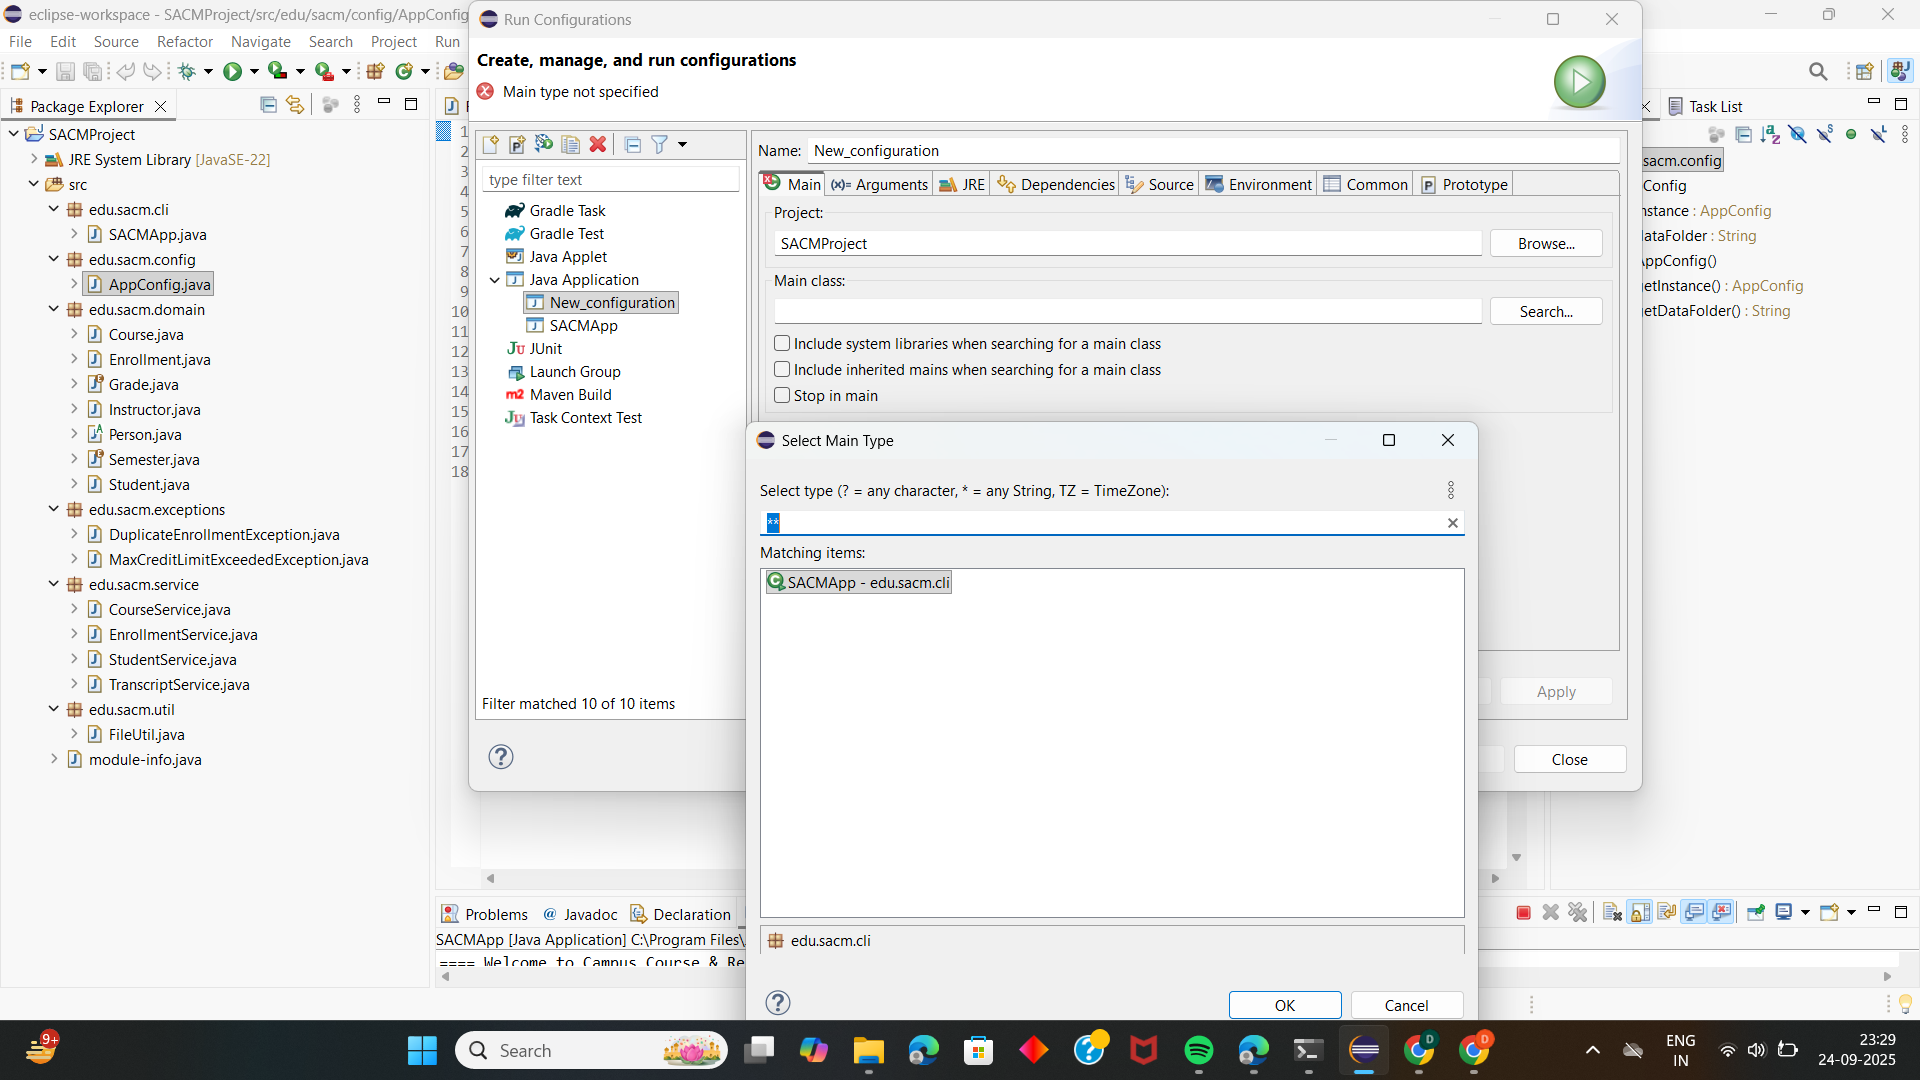 eclipse-workspace - SACMProject/src/edu/sacm/config/AppConfig
File Edit Source Refactor Navigate Search Project Run
Package Explorer
SACMProject
JRE System Library [JavaSE-22]
src
edu.sacm.cli
SACMApp.java
edu.sacm.config
AppConfig.java
edu.sacm.domain
Course.java
Enrollment.java
Grade.java
Instructor.java
Person.java
Semester.java
Student.java
edu.sacm.exceptions
DuplicateEnrollmentException.java
MaxCreditLimitExceededException.java
edu.sacm.service
CourseService.java
EnrollmentService.java
StudentService.java
TranscriptService.java
edu.sacm.util
FileUtil.java
module-info.java
1
2
3
4
5
6
7
8
9
10
11
12
13
14
15
16
17
18
Run Configurations
Create, manage, and run configurations
Main type not specified
type filter text
Gradle Task
Gradle Test
Java Applet
Java Application
New_configuration
SACMApp
JUnit
Launch Group
Maven Build
Task Context Test
Filter matched 10 of 10 items
Name: New_configuration
Main Arguments JRE Dependencies Source Environment Common Prototype
Project:
SACMProject Browse...
Main class:
Search...
Include system libraries when searching for a main class
Include inherited mains when searching for a main class
Stop in main
Apply
Close
Select Main Type
Select type (? = any character, * = any String, TZ = TimeZone):
**
Matching items:
SACMApp - edu.sacm.cli
edu.sacm.cli
OK Cancel
Task List
sacm.config
Config
nstance : AppConfig
dataFolder : String
AppConfig()
getInstance() : AppConfig
getDataFolder() : String
Problems @ Javadoc Declaration
SACMApp [Java Application] C:\Program Files\
==== Welcome to Campus Course & Re
9+
Search
ENG
IN
23:29
24-09-2025